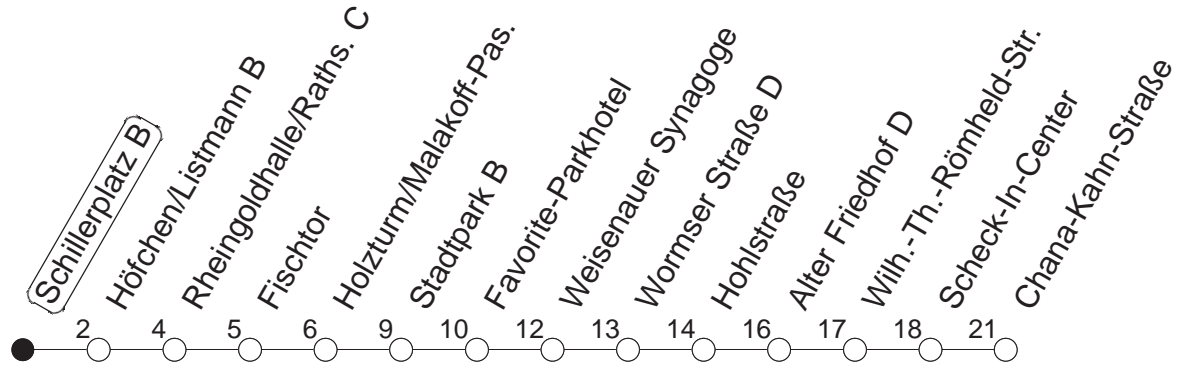 Schillerplatz B
Höfchen/Listmann B
Rheingoldhalle/Raths. C
Fischtor
Holzturm/Malakoff-Pas.
Stadtpark B
Favorite-Parkhotel
Weisenauer Synagoge
Wormser Straße D
Hohlstraße
Alter Friedhof D
Wilh.-Th.-Römheld-Str.
Scheck-In-Center
Chana-Kahn-Straße
2 4 5 6 9 10 12 13 14 16 17 18 21